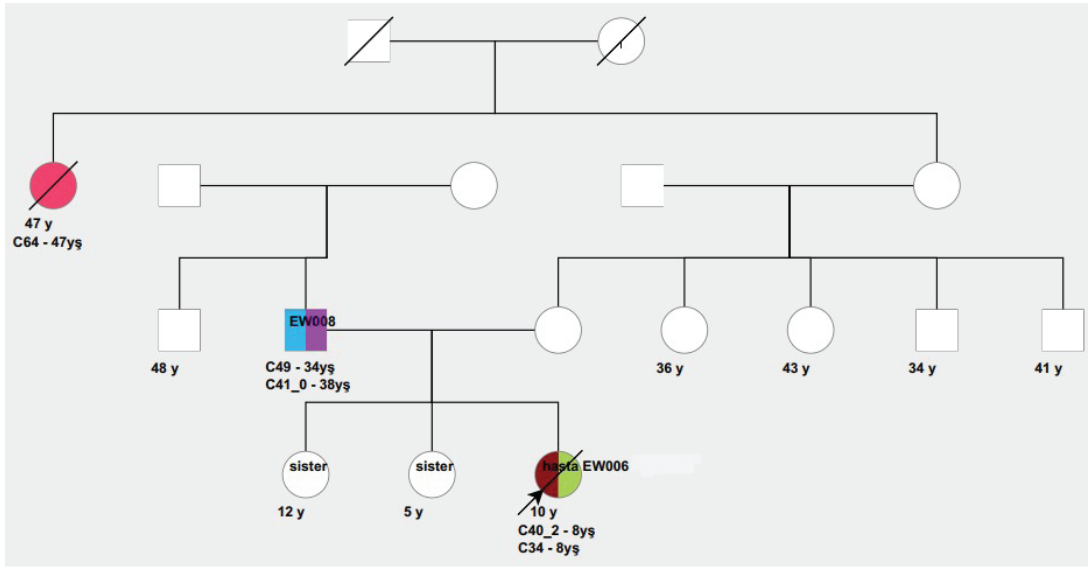 47 y
C64 - 47yş
EW008
48 y
C49 - 34yş
C41_0 - 38yş
36 y
43 y
34 y
41 y
sister
sister
hasta EW006
12 y
5 y
10 y
C40_2 - 8yş
C34 - 8yş